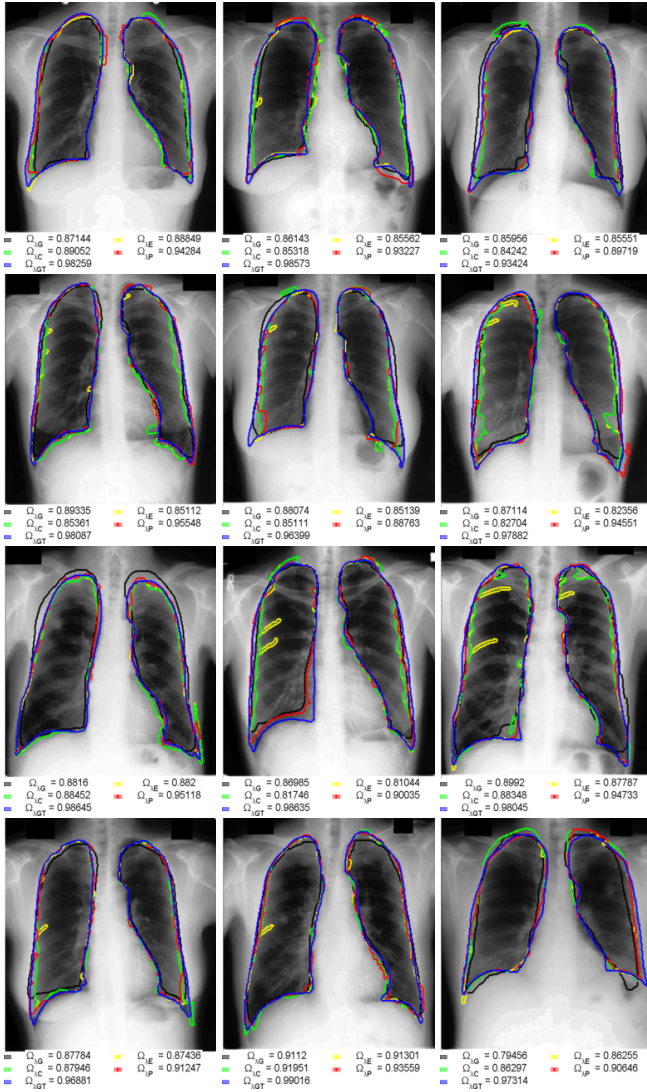 Ω_λG = 0.87144 Ω_λE = 0.88849
Ω_λC = 0.89052 Ω_λP = 0.94284
Ω_λGT = 0.98259
Ω_λG = 0.86143 Ω_λE = 0.85562
Ω_λC = 0.85318 Ω_λP = 0.93227
Ω_λGT = 0.98573
Ω_λG = 0.85956 Ω_λE = 0.85551
Ω_λC = 0.84242 Ω_λP = 0.89719
Ω_λGT = 0.93424
Ω_λG = 0.89335 Ω_λE = 0.85112
Ω_λC = 0.85361 Ω_λP = 0.95548
Ω_λGT = 0.98087
Ω_λG = 0.88074 Ω_λE = 0.85139
Ω_λC = 0.85111 Ω_λP = 0.88763
Ω_λGT = 0.96399
Ω_λG = 0.87114 Ω_λE = 0.82356
Ω_λC = 0.82704 Ω_λP = 0.94551
Ω_λGT = 0.97882
Ω_λG = 0.8816 Ω_λE = 0.882
Ω_λC = 0.88452 Ω_λP = 0.95118
Ω_λGT = 0.98645
R
Ω_λG = 0.86985 Ω_λE = 0.81044
Ω_λC = 0.81746 Ω_λP = 0.90035
Ω_λGT = 0.98635
Ω_λG = 0.8992 Ω_λE = 0.87787
Ω_λC = 0.88348 Ω_λP = 0.94733
Ω_λGT = 0.98045
Ω_λG = 0.87784 Ω_λE = 0.87436
Ω_λC = 0.87946 Ω_λP = 0.91247
Ω_λGT = 0.96881
Ω_λG = 0.9112 Ω_λE = 0.91301
Ω_λC = 0.91951 Ω_λP = 0.93559
Ω_λGT = 0.99016
Ω_λG = 0.79456 Ω_λE = 0.86255
Ω_λC = 0.86297 Ω_λP = 0.90646
Ω_λGT = 0.97314